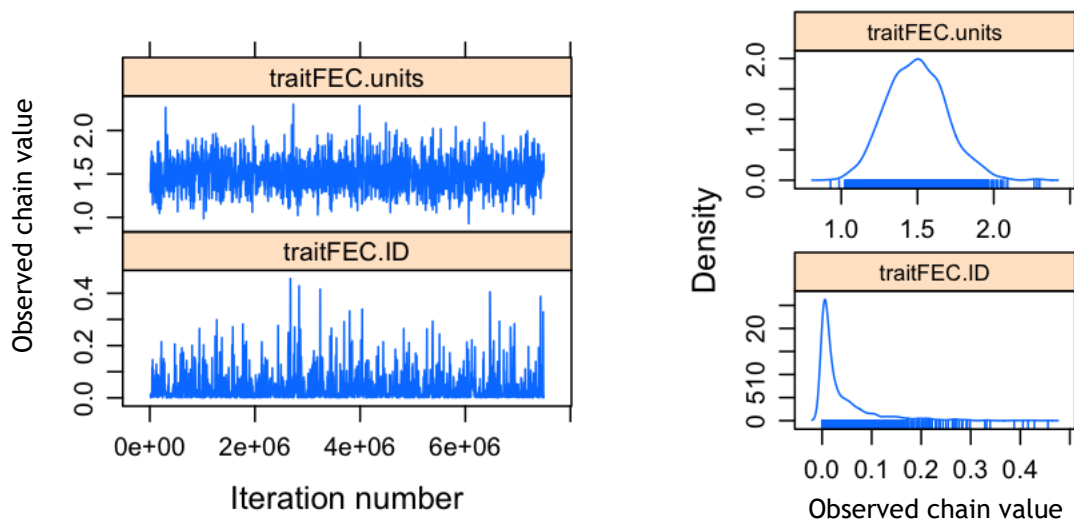 Observed chain value
traitFEC.units
2.0
1.5
1.0
traitFEC.ID
0.4
0.2
0.0
0e+00 2e+06 4e+06 6e+06
Iteration number
Density
traitFEC.units
2.0
1.0
0.0
1.0 1.5 2.0
traitFEC.ID
20
510
0
0.0 0.1 0.2 0.3 0.4
Observed chain value